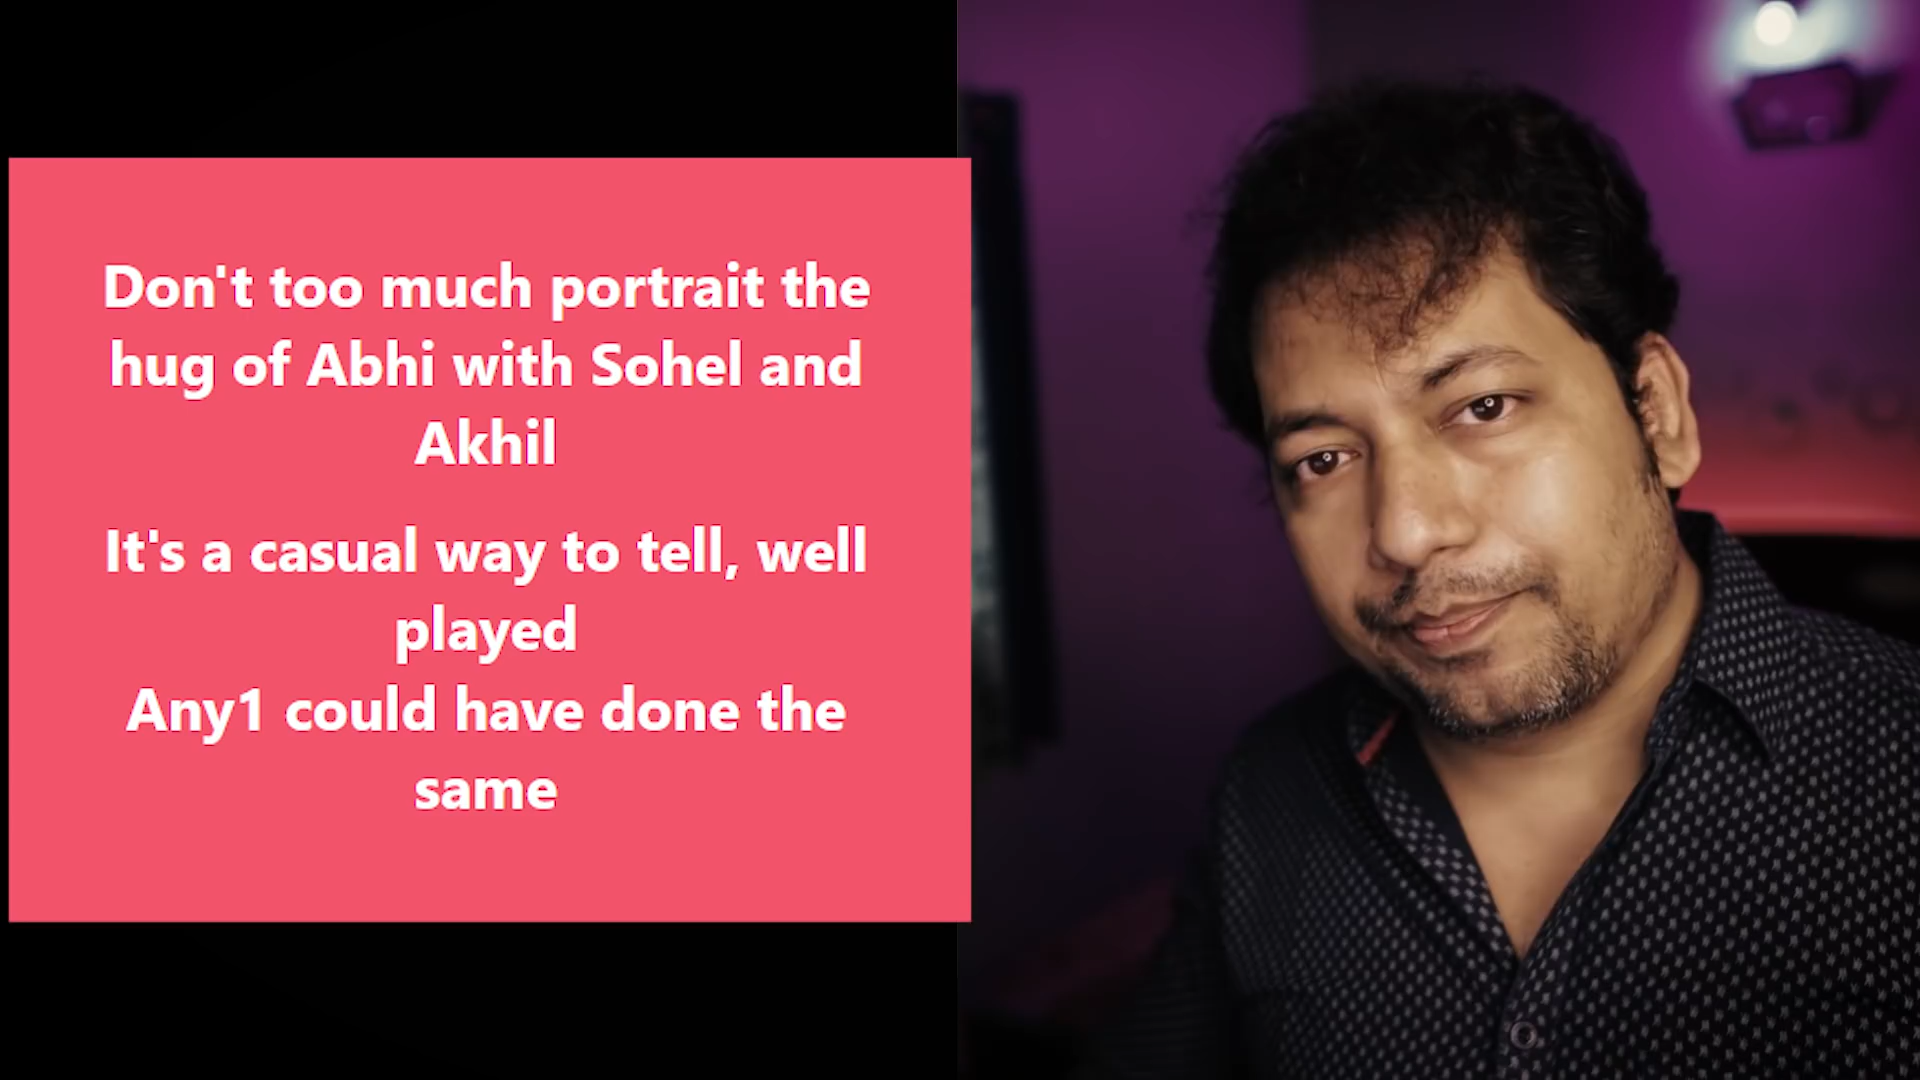 Don't too much portrait the
hug of Abhi with Sohel and
Akhil
It's a casual way to tell, well
played
Any1 could have done the
same